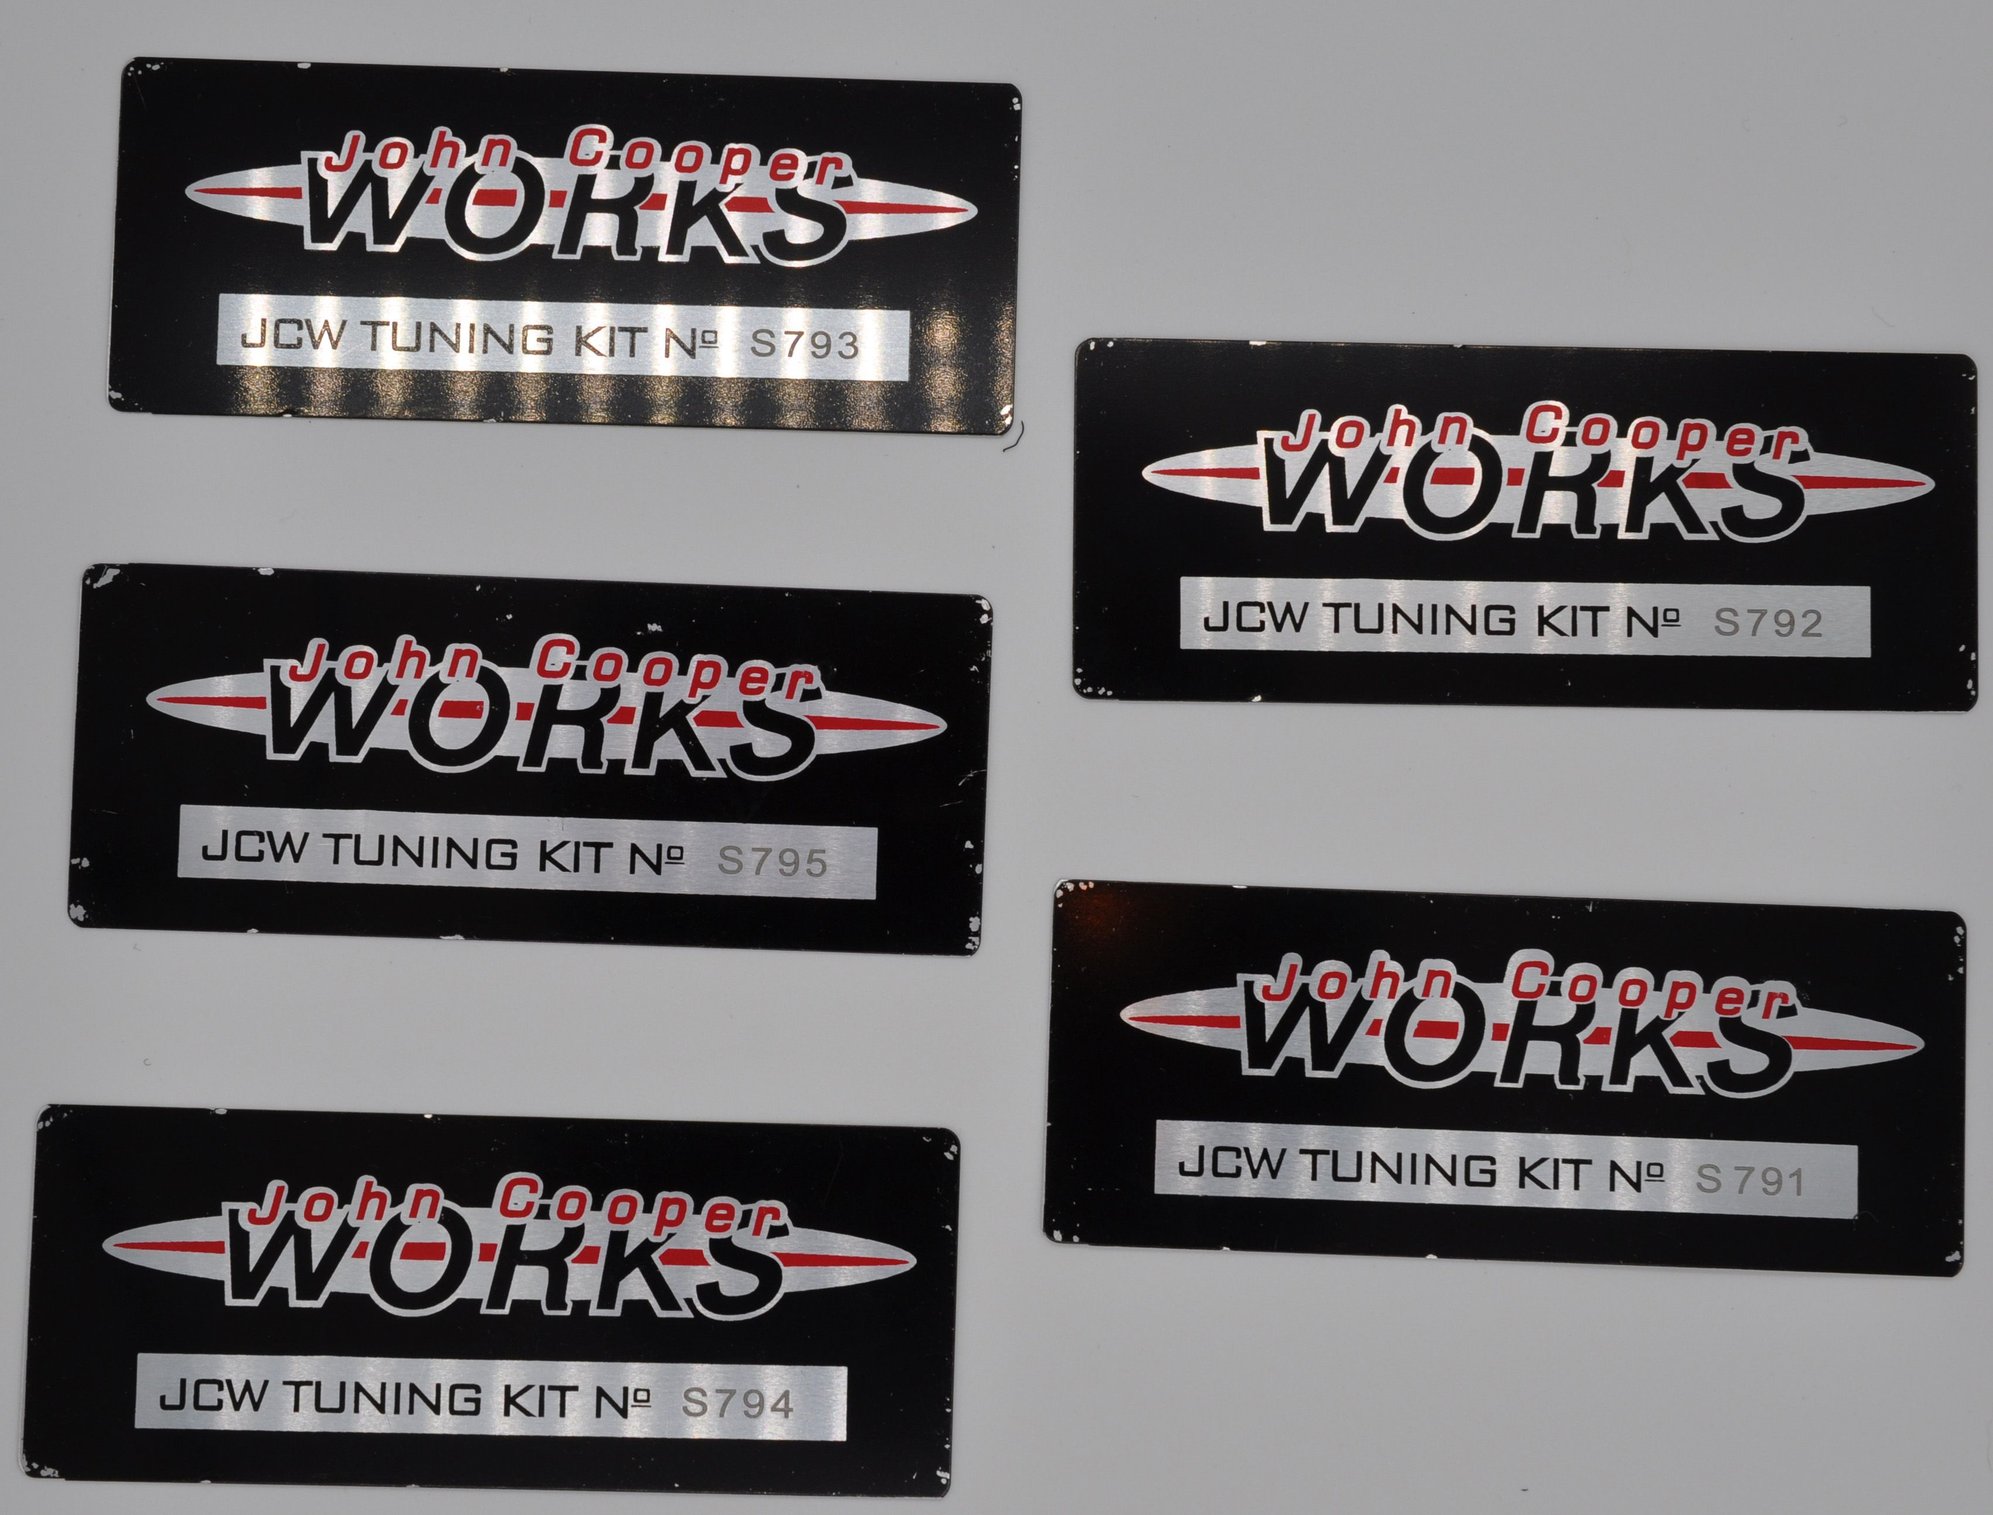 John Cooper
WORKS
JCW TUNING KIT Nº S793
John Cooper
WORKS
JCW TUNING KIT Nº S792
John Cooper
WORKS
JCW TUNING KIT Nº S795
John Cooper
WORKS
JCW TUNING KIT Nº S791
John Cooper
WORKS
JCW TUNING KIT Nº S794